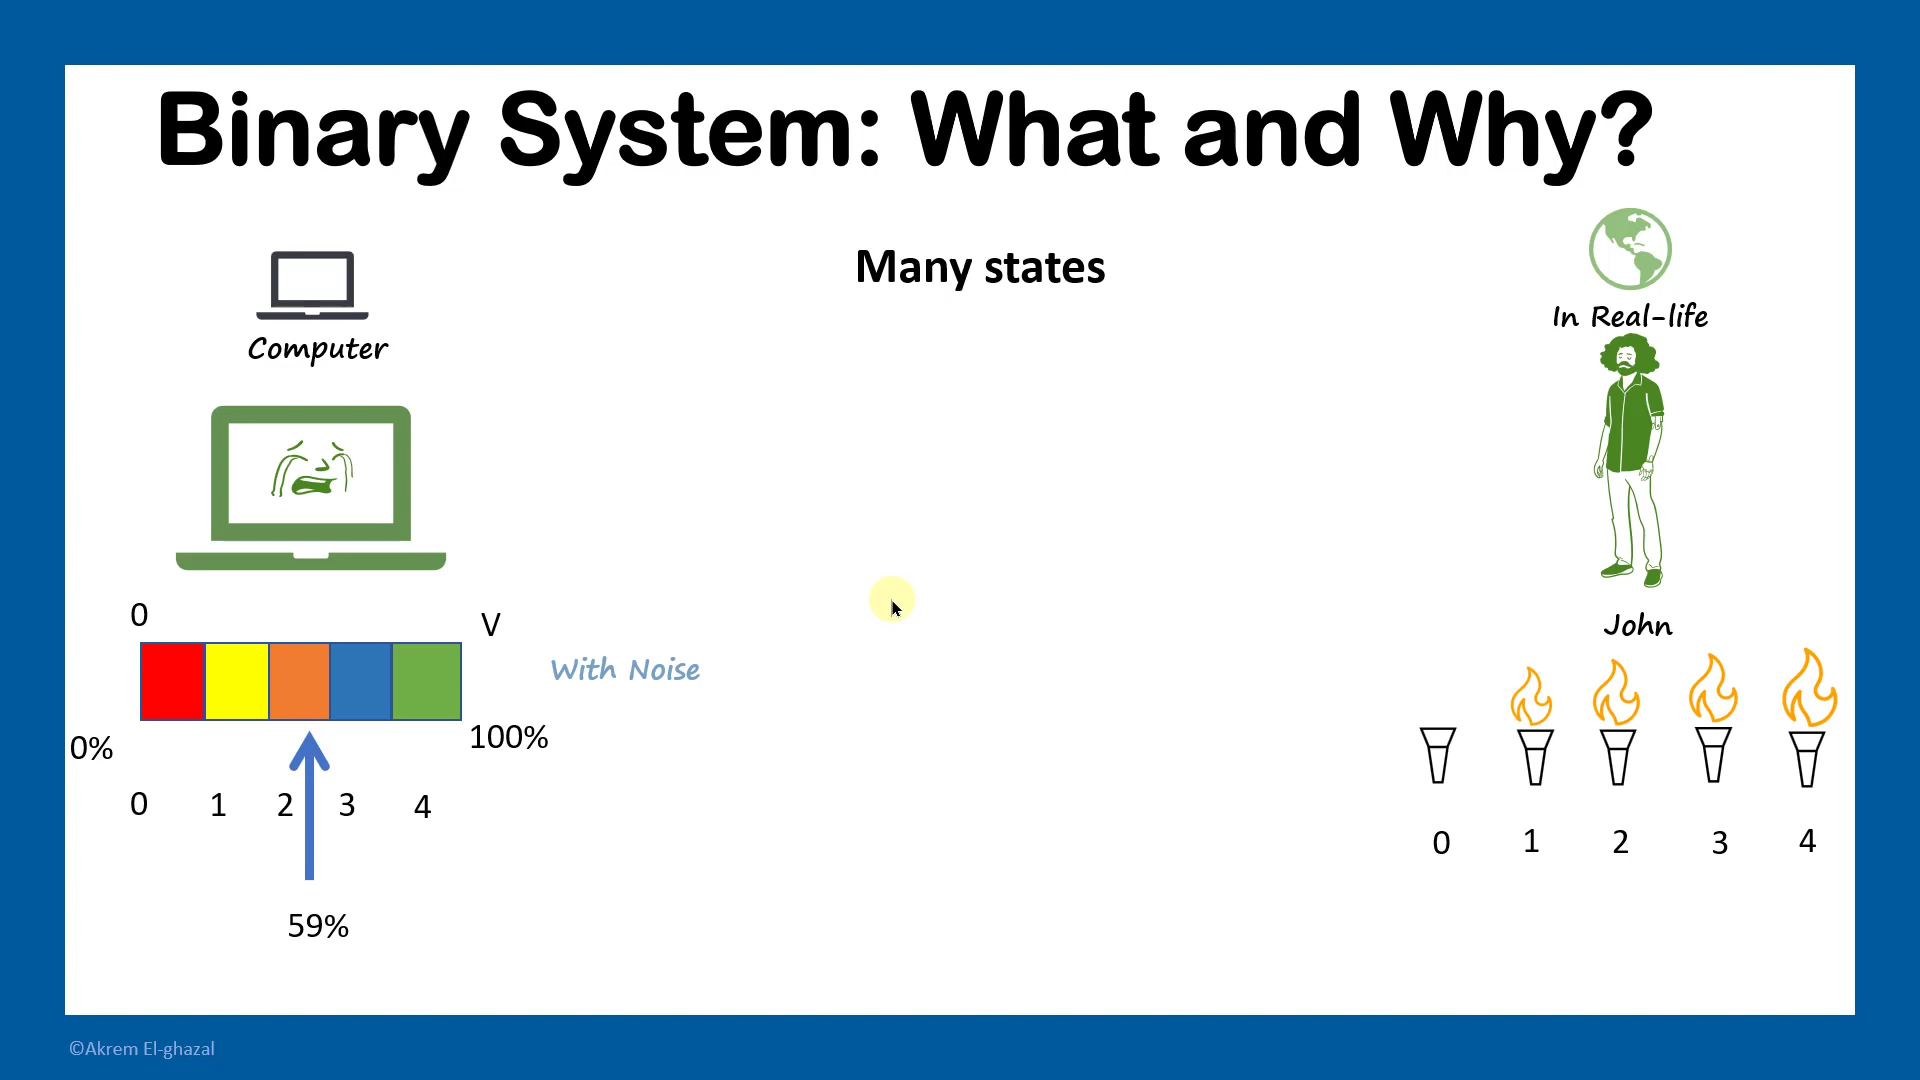 Binary System: What and Why?
Many states
Computer
In Real-life
John
0
V
With Noise
0%
100%
0 1 2 3 4
59%
0 1 2 3 4
©Akrem El-ghazal